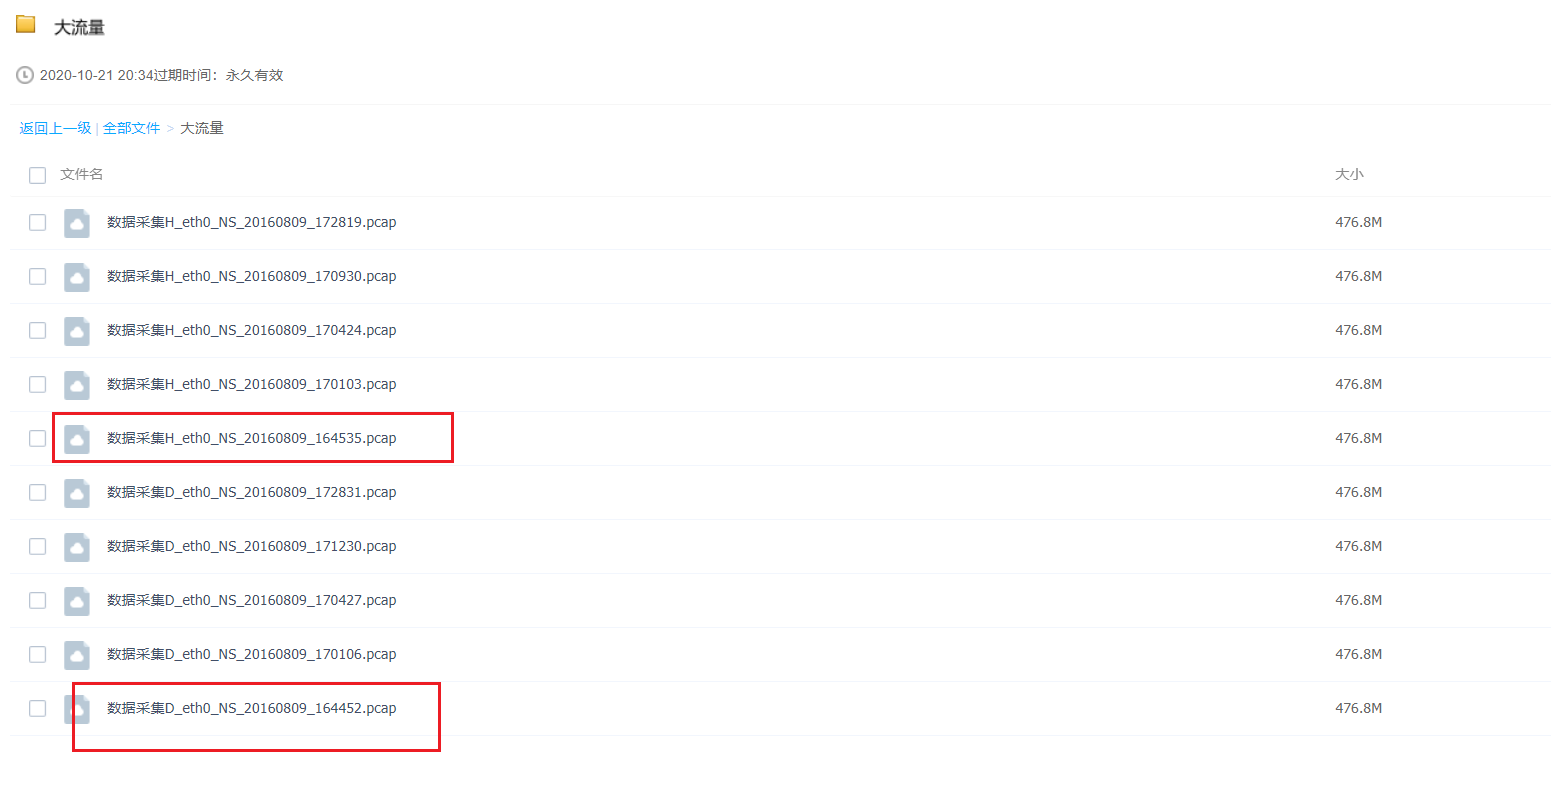 大流量
2020-10-21 20:34过期时间：永久有效
返回上一级 | 全部文件 > 大流量
文件名 大小
数据采集H_eth0_NS_20160809_172819.pcap 476.8M
数据采集H_eth0_NS_20160809_170930.pcap 476.8M
数据采集H_eth0_NS_20160809_170424.pcap 476.8M
数据采集H_eth0_NS_20160809_170103.pcap 476.8M
数据采集H_eth0_NS_20160809_164535.pcap 476.8M
数据采集D_eth0_NS_20160809_172831.pcap 476.8M
数据采集D_eth0_NS_20160809_171230.pcap 476.8M
数据采集D_eth0_NS_20160809_170427.pcap 476.8M
数据采集D_eth0_NS_20160809_170106.pcap 476.8M
数据采集D_eth0_NS_20160809_164452.pcap 476.8M